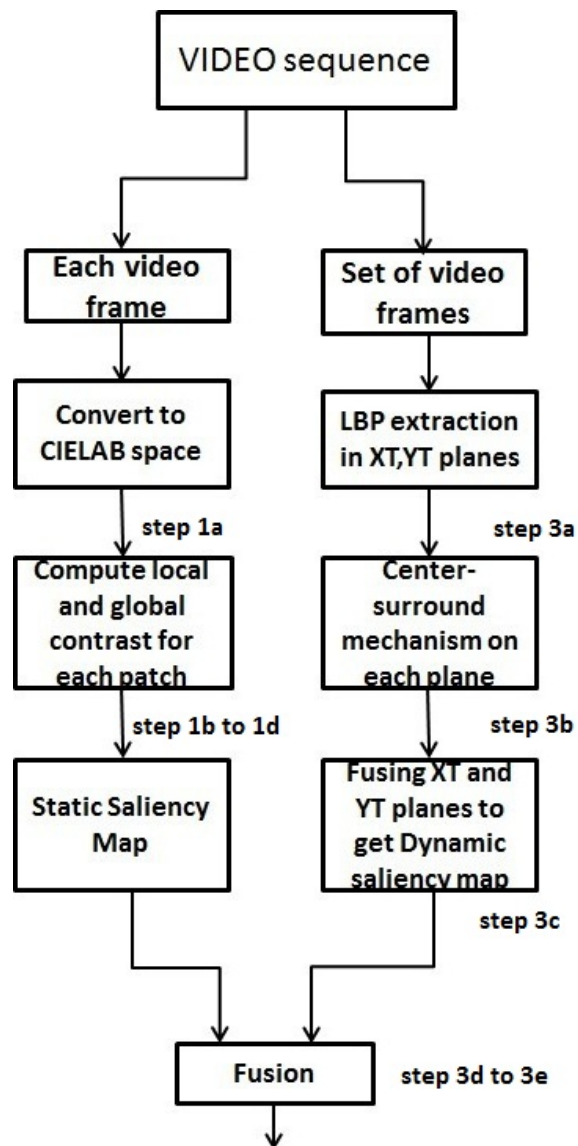 VIDEO sequence
Each video
frame
Set of video
frames
Convert to
CIELAB space
LBP extraction
in XT,YT planes
step 1a
step 3a
Compute local
and global
contrast for
each patch
Center-
surround
mechanism on
each plane
step 1b to 1d
step 3b
Static Saliency
Map
Fusing XT and
YT planes to
get Dynamic
saliency map
step 3c
Fusion
step 3d to 3e